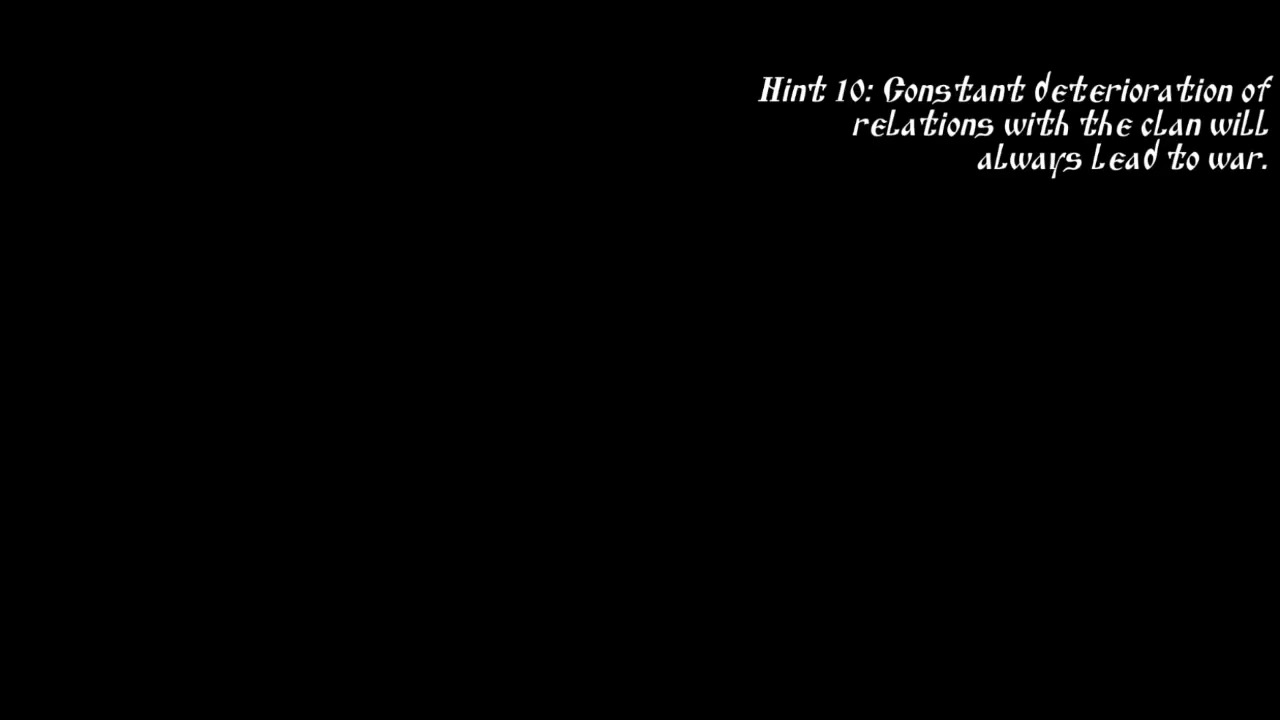 Hint 10: Constant deterioration of
relations with the clan will
always lead to war.